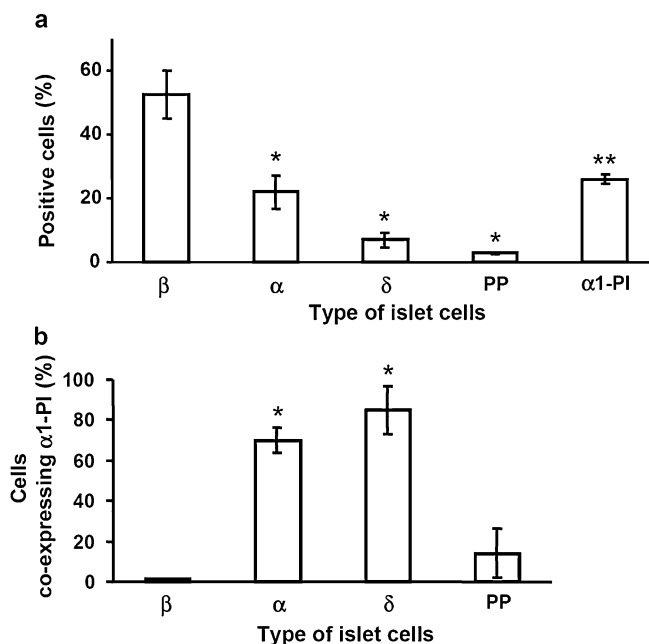 a
Positive cells (%)
60
40
20
0
*
*
*
**
β α δ PP α1-PI
Type of islet cells
b
Cells
co-expressing α1-PI (%)
100
80
60
40
20
0
*
*
β α δ PP
Type of islet cells